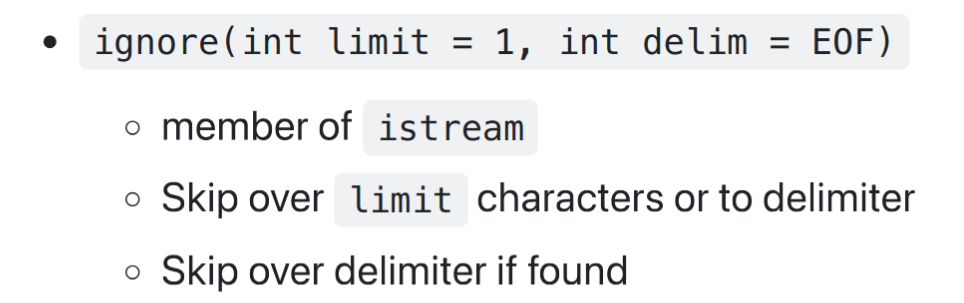 ignore(int limit = 1, int delim = EOF)
member of istream
Skip over limit characters or to delimiter
Skip over delimiter if found